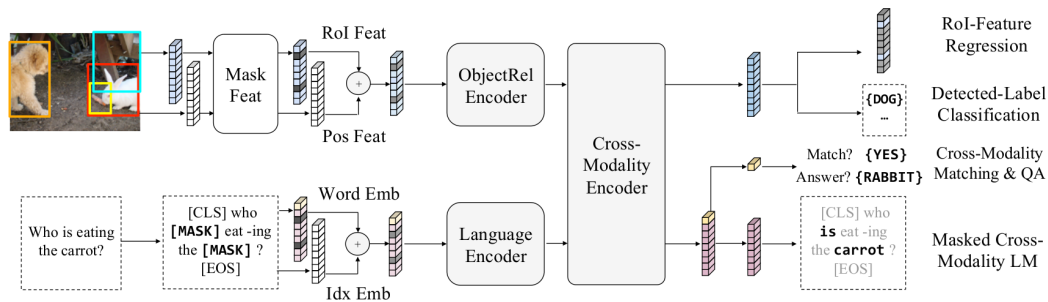 RoI Feat
Mask
Feat
Pos Feat
ObjectRel
Encoder
Cross-
Modality
Encoder
RoI-Feature
Regression
{DOG}
…
Detected-Label
Classification
Match? {YES}
Answer? {RABBIT}
Cross-Modality
Matching & QA
Who is eating
the carrot?
[CLS] who
[MASK] eat -ing
the [MASK] ?
[EOS]
Word Emb
Idx Emb
Language
Encoder
[CLS] who
is eat -ing
the carrot ?
[EOS]
Masked Cross-
Modality LM